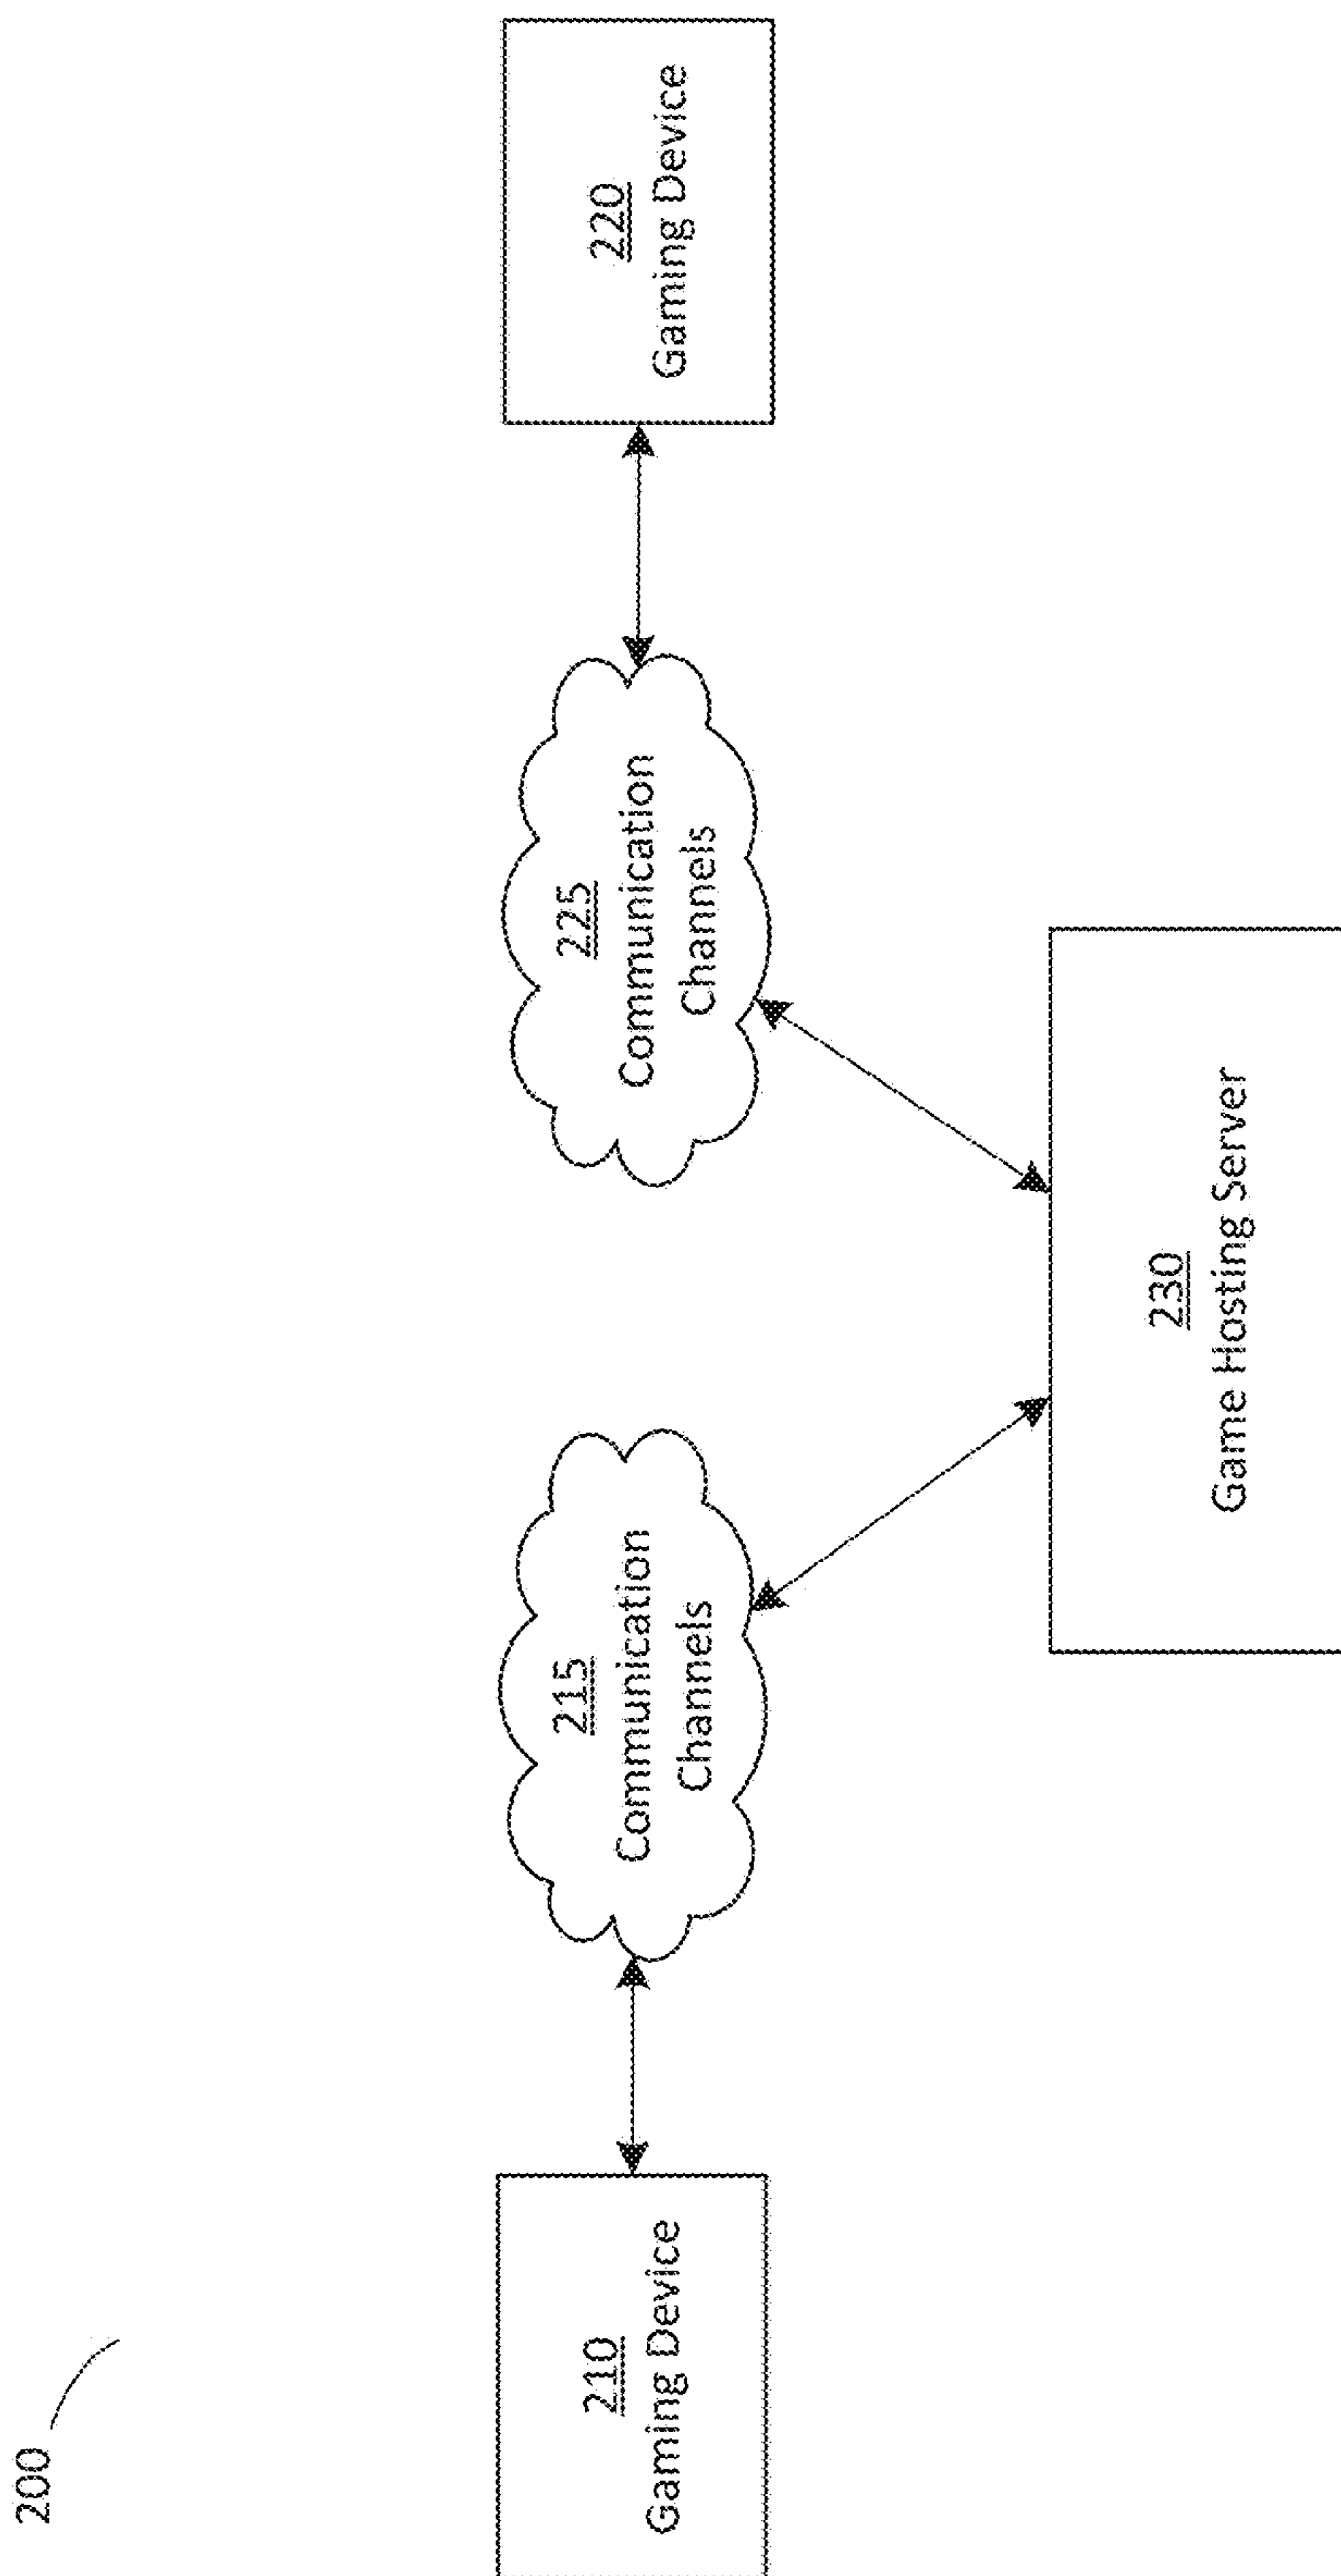 200
210
Gaming Device
215
Communication
Channels
225
Communication
Channels
220
Gaming Device
230
Game Hosting Server